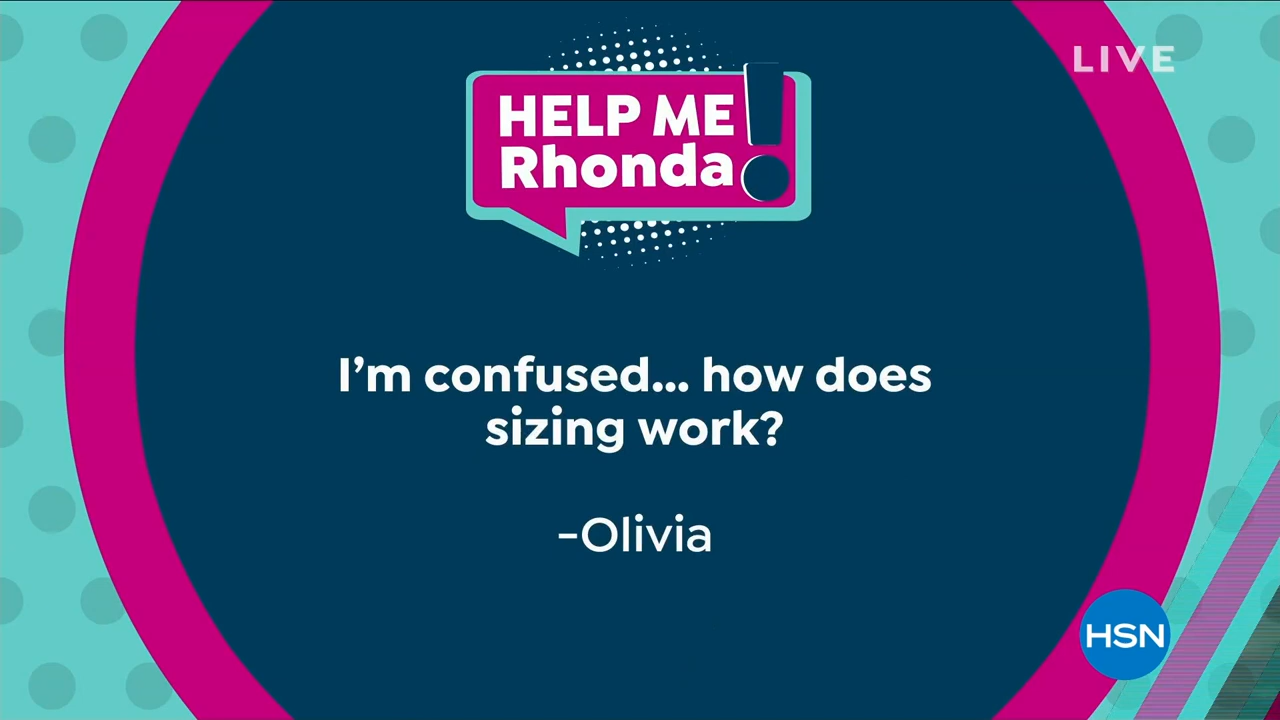 LIVE
HELP ME
Rhonda!
I'm confused... how does
sizing work?
-Olivia
HSN